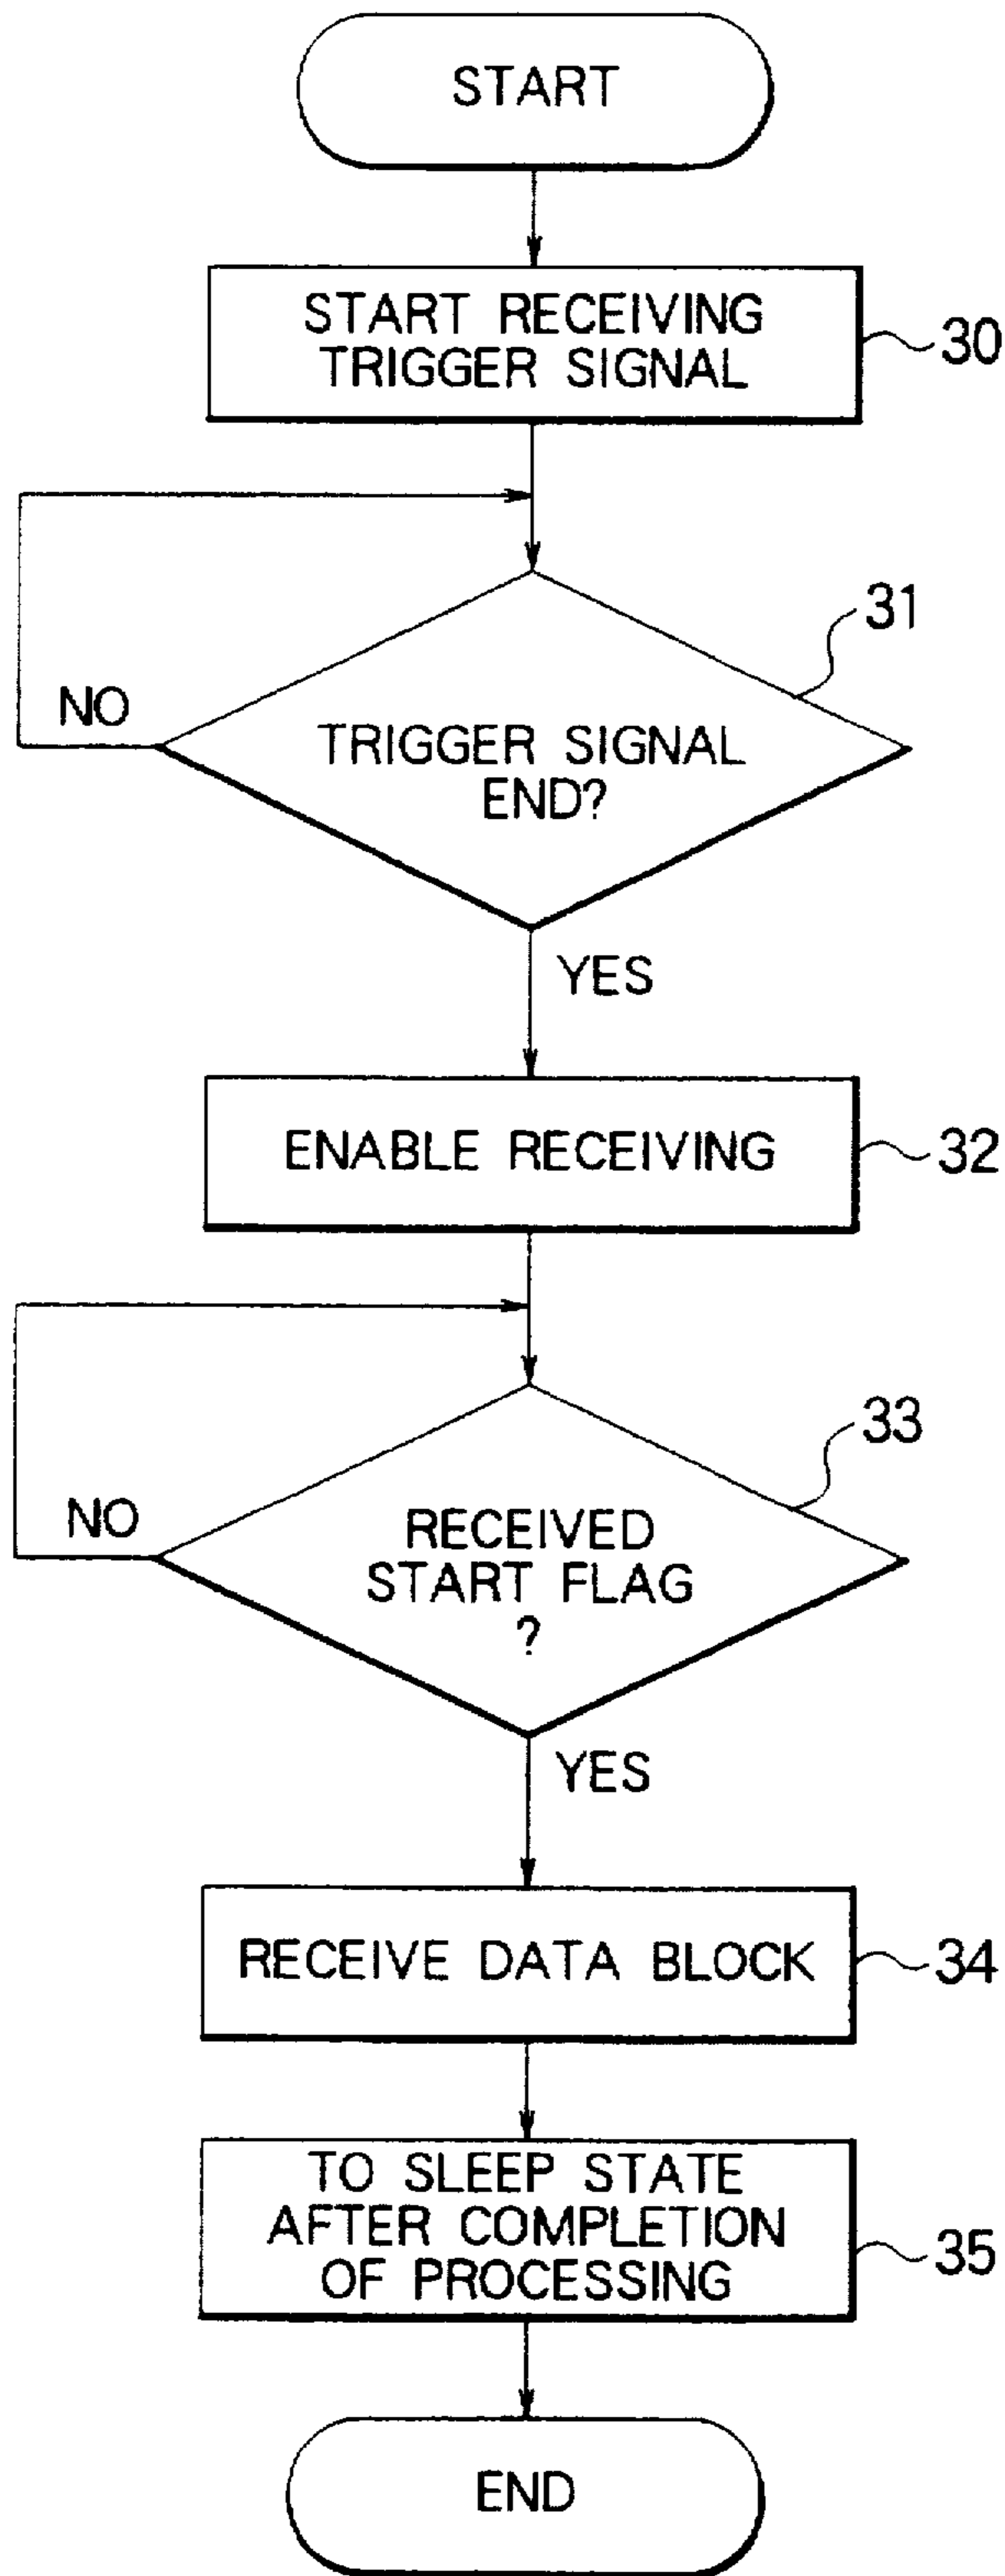 START
START RECEIVING
TRIGGER SIGNAL
30
31
NO
TRIGGER SIGNAL
END?
YES
ENABLE RECEIVING
32
33
NO
RECEIVED
START FLAG
?
YES
RECEIVE DATA BLOCK
34
TO SLEEP STATE
AFTER COMPLETION
OF PROCESSING
35
END